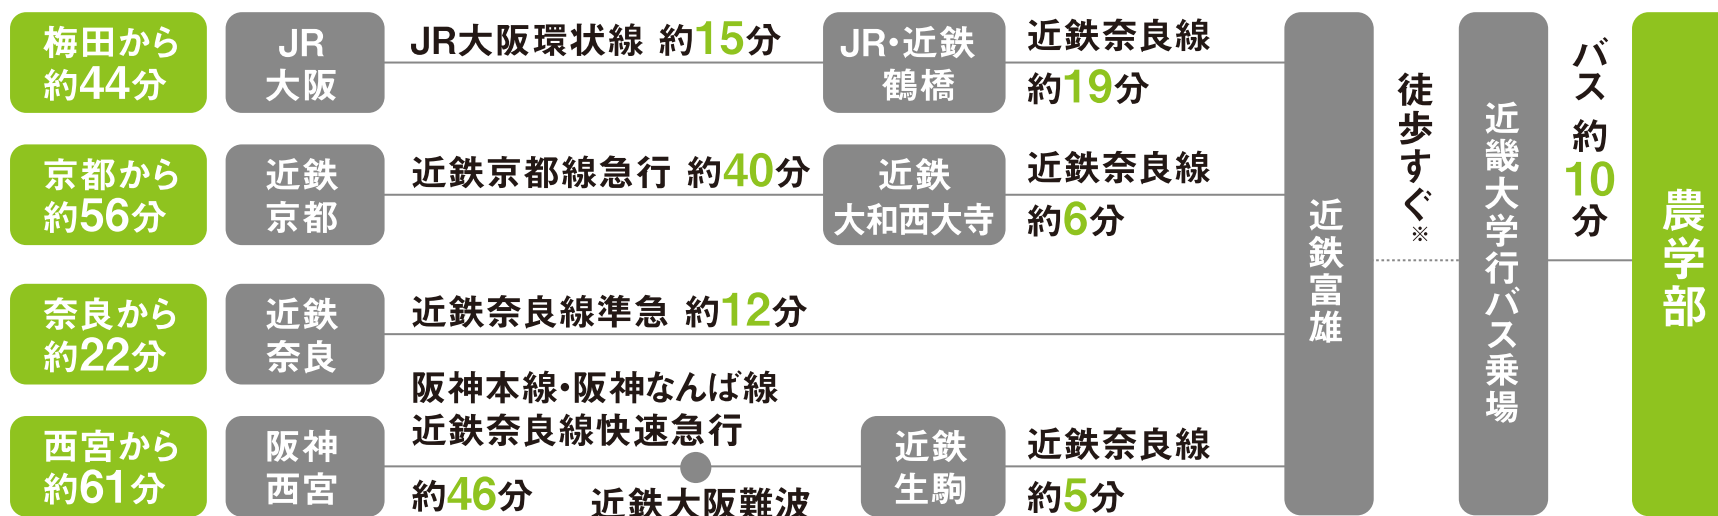 梅田から
約44分
JR
大阪
JR大阪環状線 約15分
JR・近鉄
鶴橋
近鉄奈良線
約19分
京都から
約56分
近鉄
京都
近鉄京都線急行 約40分
近鉄
大和西大寺
近鉄奈良線
約6分
奈良から
約22分
近鉄
奈良
近鉄奈良線準急 約12分
西宮から
約61分
阪神
西宮
阪神本線・阪神なんば線
近鉄奈良線快速急行
約46分
近鉄大阪難波
近鉄
生駒
近鉄奈良線
約5分
近鉄富雄
徒歩すぐ※
近畿大学行バス乗場
バス 約10分
農学部